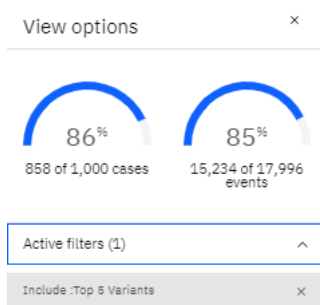 View options
86%
858 of 1,000 cases
85%
15,234 of 17,996
events
Active filters (1)
Include :Top 5 Variants